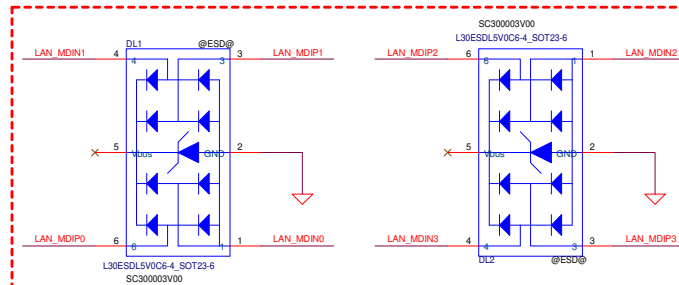 SC300003V00
DL1 @ESD@ L30ESDL5V0C6-4_SOT23-6
LAN_MDIN1 4 4 3 3 LAN_MDIP1 LAN_MDIP2 6 6 1 1 LAN_MDIN2
5 Vbus GND 2 5 Vbus GND 2
LAN_MDIP0 6 6 1 1 LAN_MDIN0 LAN_MDIN3 4 4 3 3 LAN_MDIP3
L30ESDL5V0C6-4_SOT23-6 DL2 @ESD@
SC300003V00